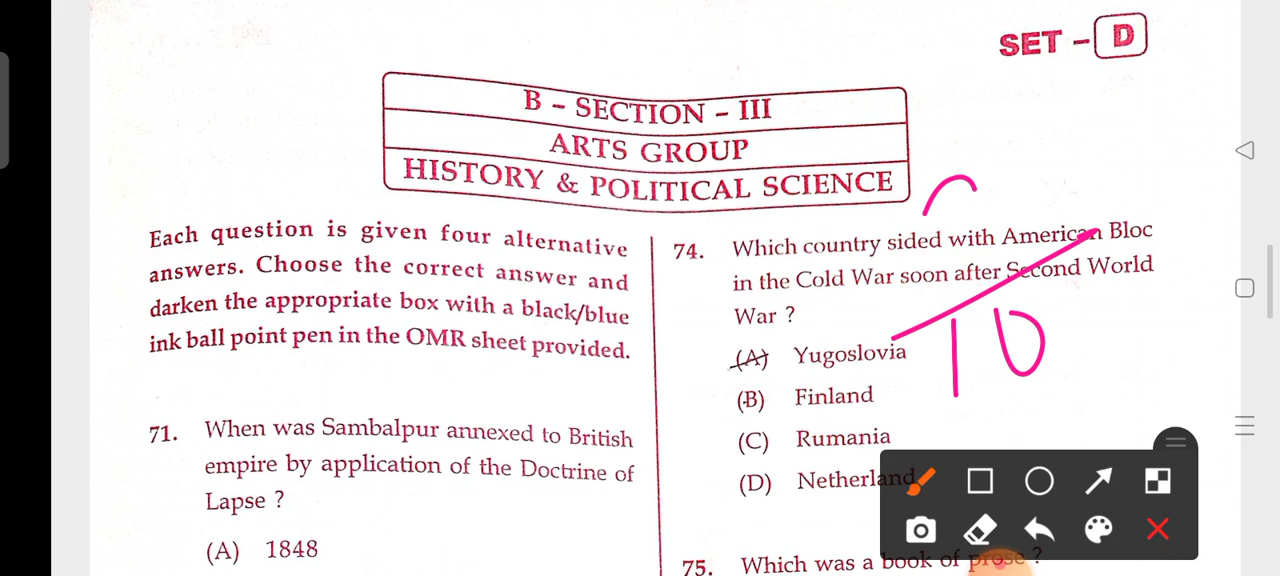 SET - D
B - SECTION - III
ARTS GROUP
HISTORY & POLITICAL SCIENCE
Each question is given four alternative
answers. Choose the correct answer and
darken the appropriate box with a black/blue
ink ball point pen in the OMR sheet provided.
71. When was Sambalpur annexed to British
empire by application of the Doctrine of
Lapse ?
(A) 1848
74. Which country sided with American Bloc
in the Cold War soon after Second World
War ?
(A) Yugoslovia
(B) Finland
(C) Rumania
(D) Netherland
75. Which was a book of prose ?